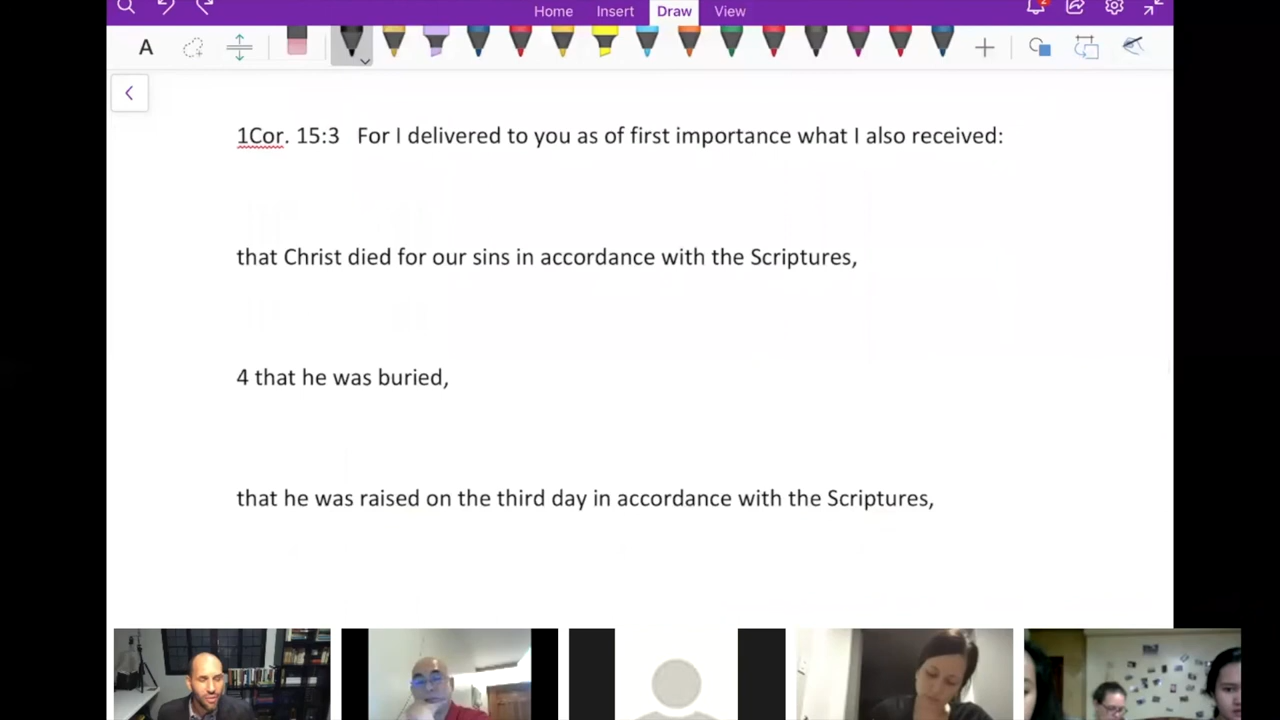 Home Insert Draw View
2
A
1Cor. 15:3 For I delivered to you as of first importance what I also received:
that Christ died for our sins in accordance with the Scriptures,
4 that he was buried,
that he was raised on the third day in accordance with the Scriptures,